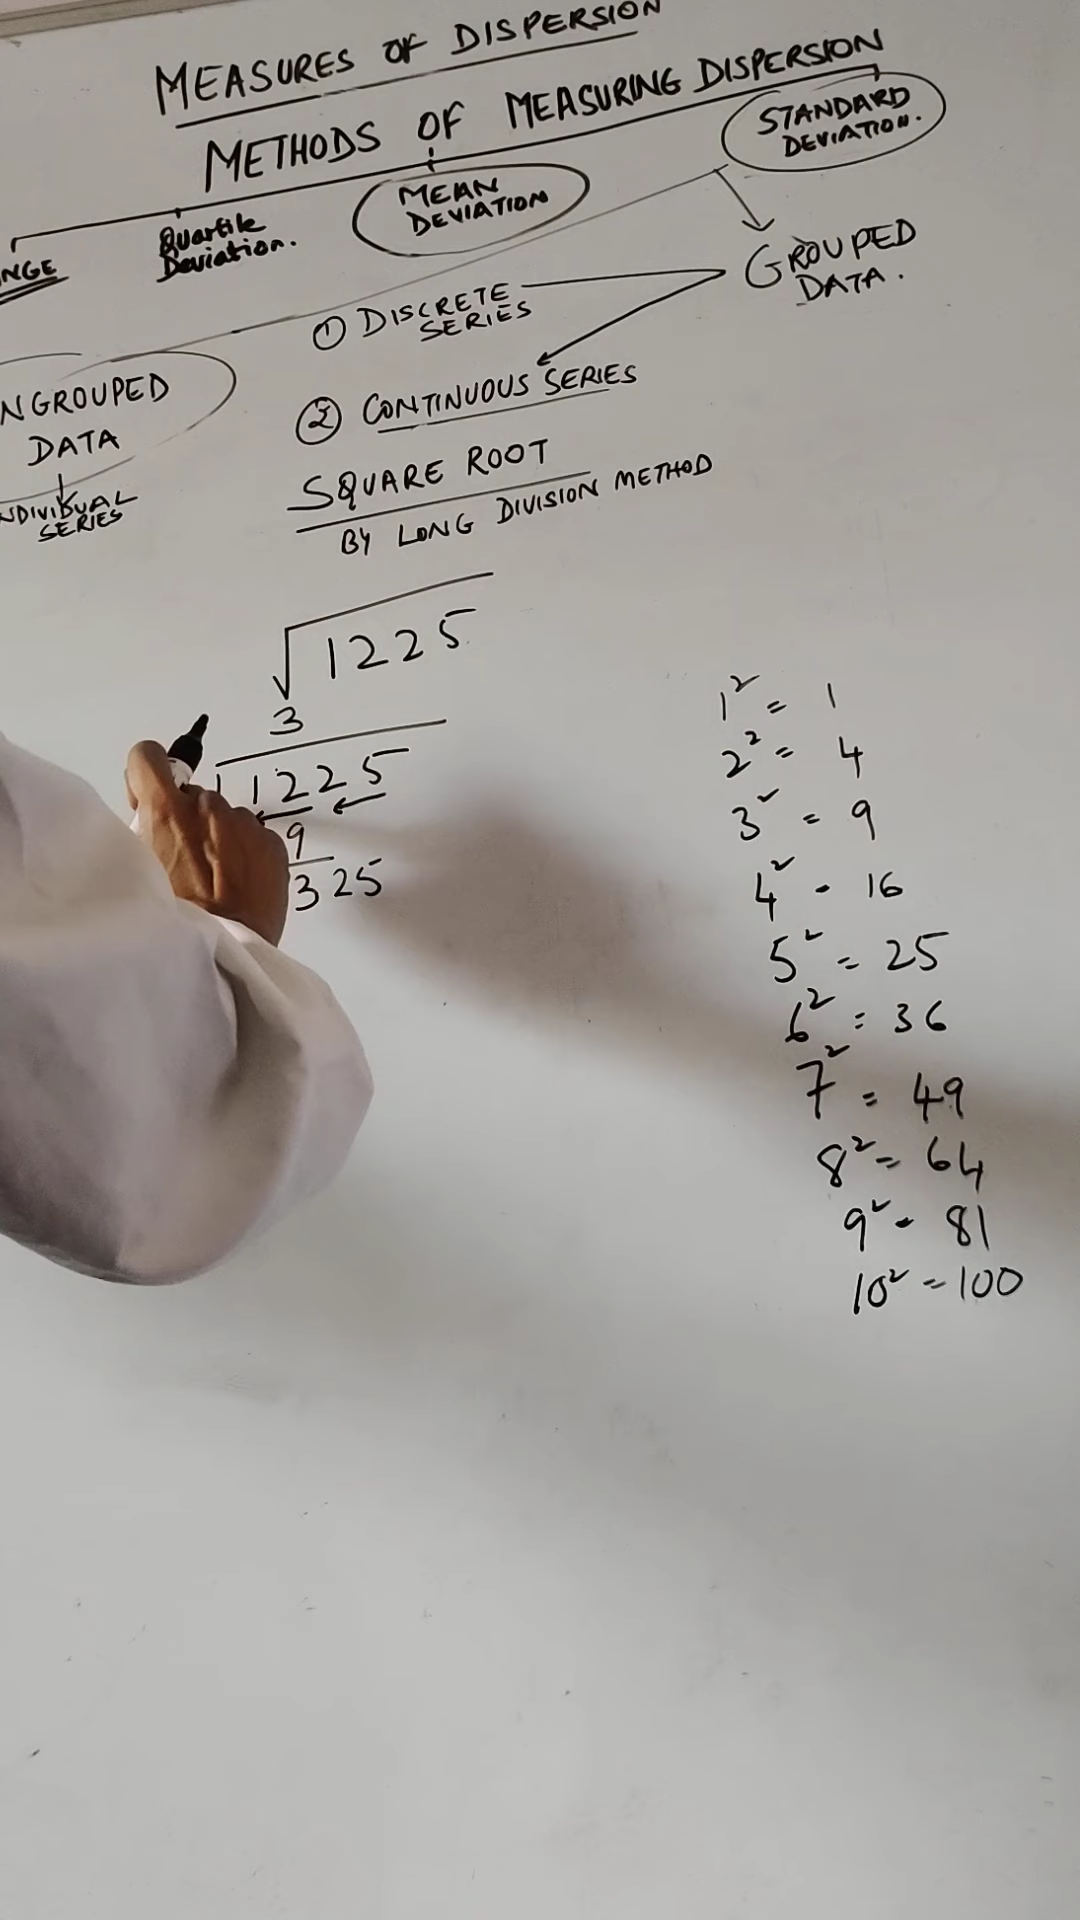 MEASURES OF DISPERSION
METHODS OF MEASURING DISPERSION
NGE
Quartile
Deviation.
MEAN
DEVIATION
STANDARD
DEVIATION.
GROUPED
DATA.
① DISCRETE
SERIES
② CONTINUOUS SERIES
NGROUPED
DATA
NDIVIDUAL
SERIES
SQUARE ROOT
BY LONG DIVISION METHOD
√1225
3
1225
9
325
1² = 1
2² = 4
3² = 9
4² - 16
5² = 25
6² = 36
7² = 49
8² = 64
9² - 81
10² = 100